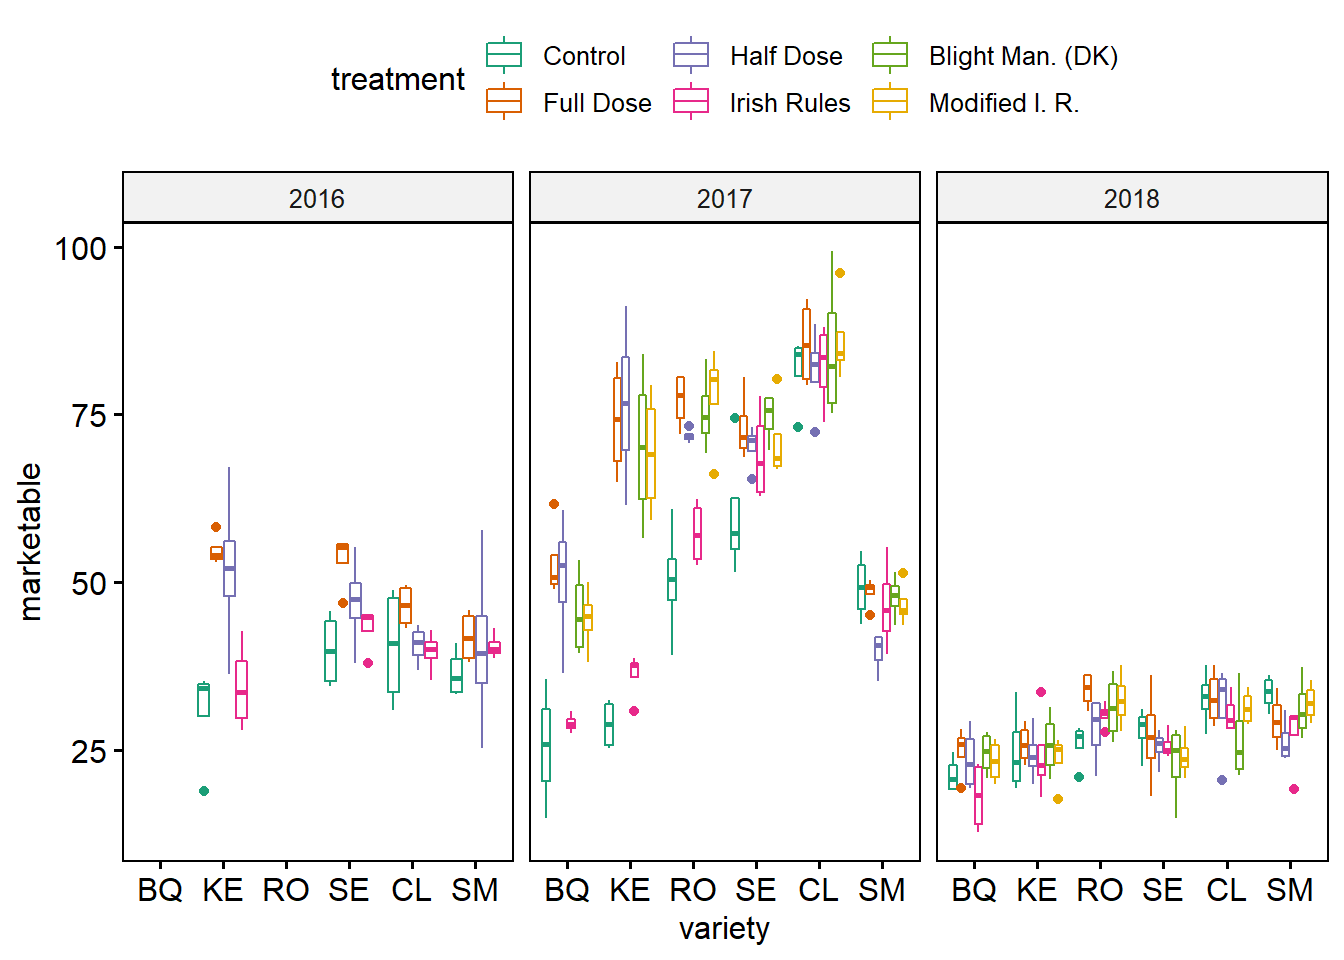 treatment
Control
Half Dose
Blight Man. (DK)
Full Dose
Irish Rules
Modified I. R.
2016
2017
2018
100
75
50
25
marketable
BQ KE RO SE CL SM
BQ KE RO SE CL SM
BQ KE RO SE CL SM
variety